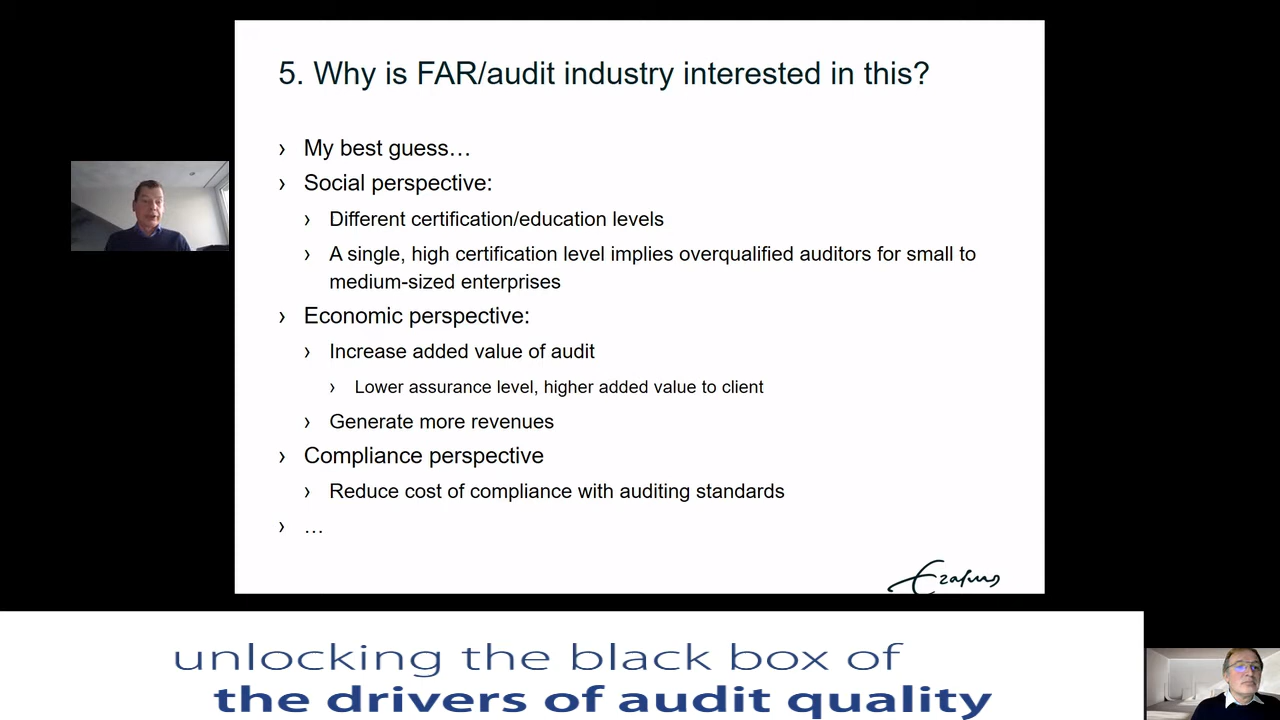 5. Why is FAR/audit industry interested in this?
› My best guess…
› Social perspective:
› Different certification/education levels
› A single, high certification level implies overqualified auditors for small to
medium-sized enterprises
› Economic perspective:
› Increase added value of audit
› Lower assurance level, higher added value to client
› Generate more revenues
› Compliance perspective
› Reduce cost of compliance with auditing standards
› …
Erasmus
unlocking the black box of
the drivers of audit quality